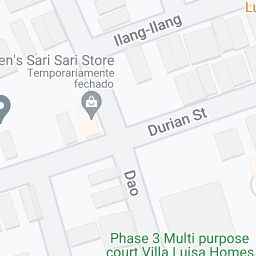 Ilang-Ilang
Lu
en's Sari Sari Store
Temporariamente
fechado
Durian St
Dao
Phase 3 Multi purpose
court Villa Luisa Homes